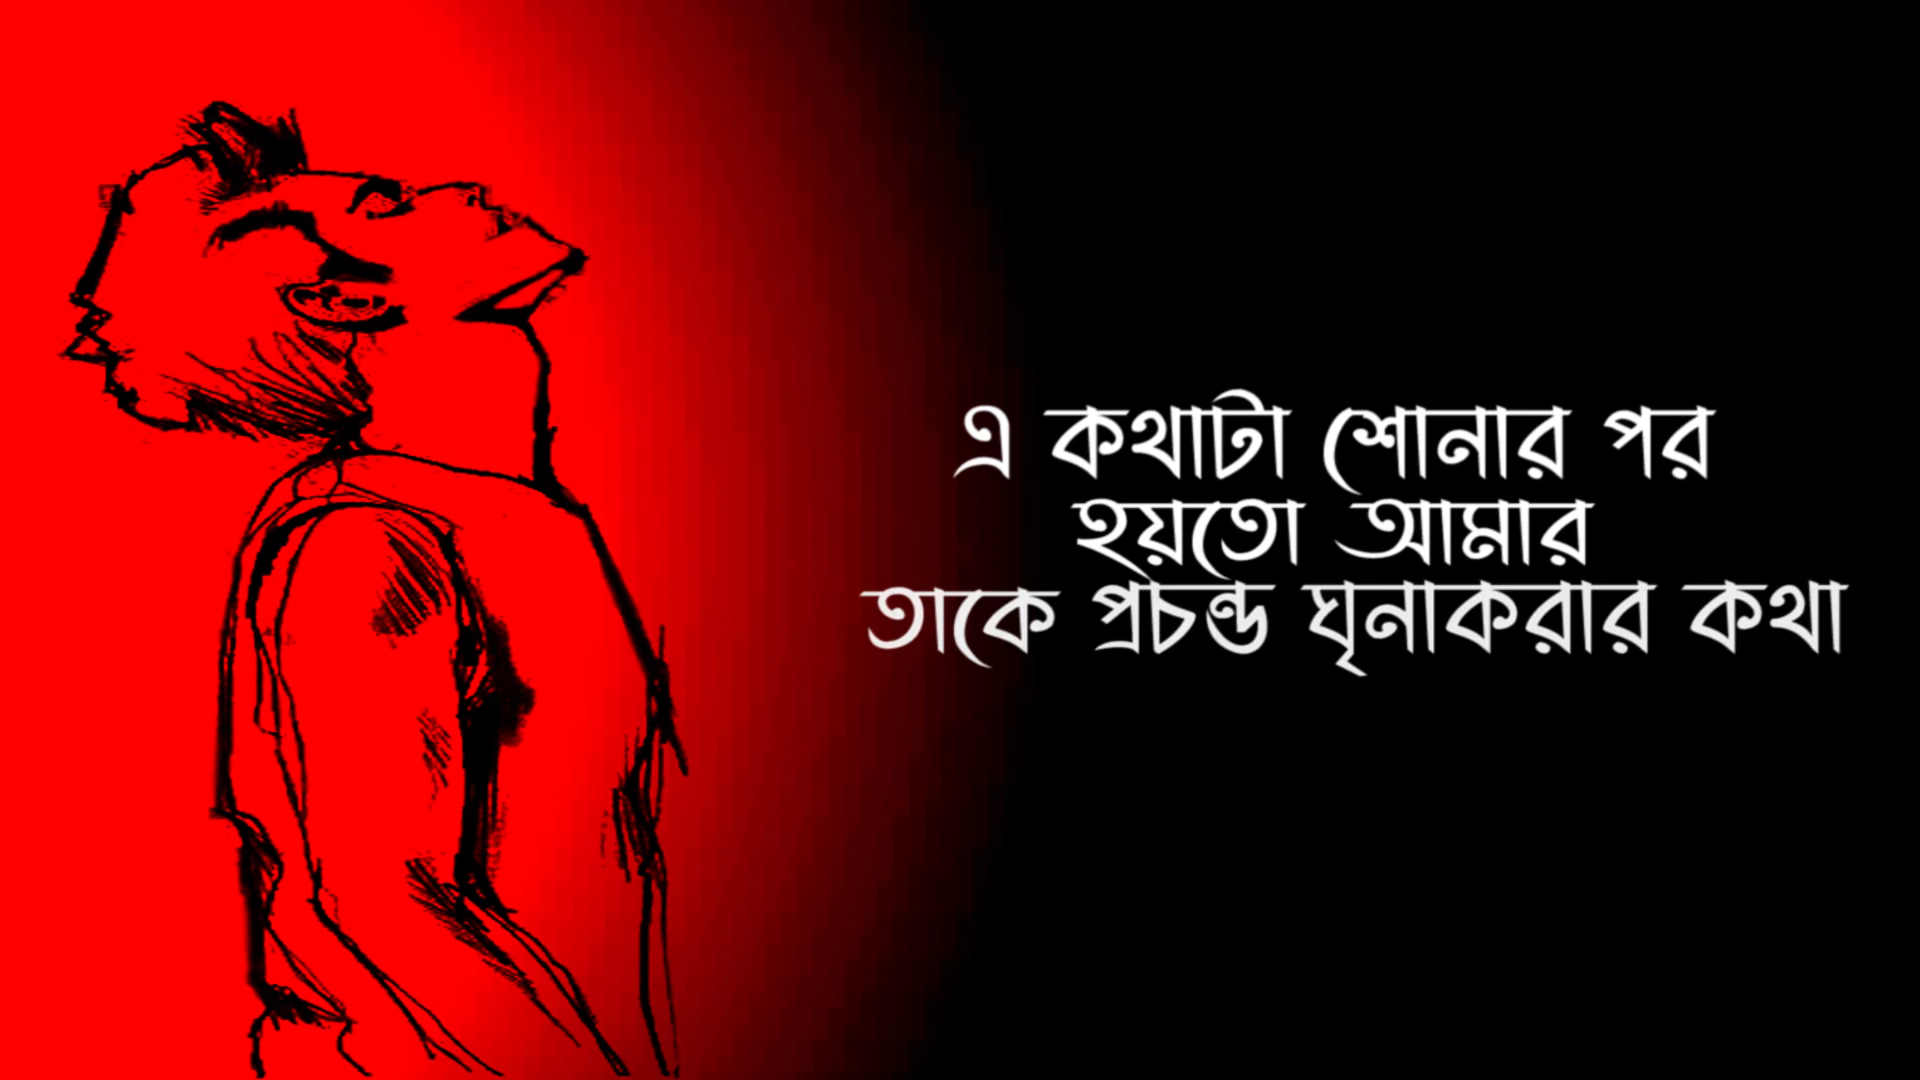 এ কথাটা শোনার পর
হয়তো আমার
তাকে প্রচন্ড ঘৃনাকরার কথা